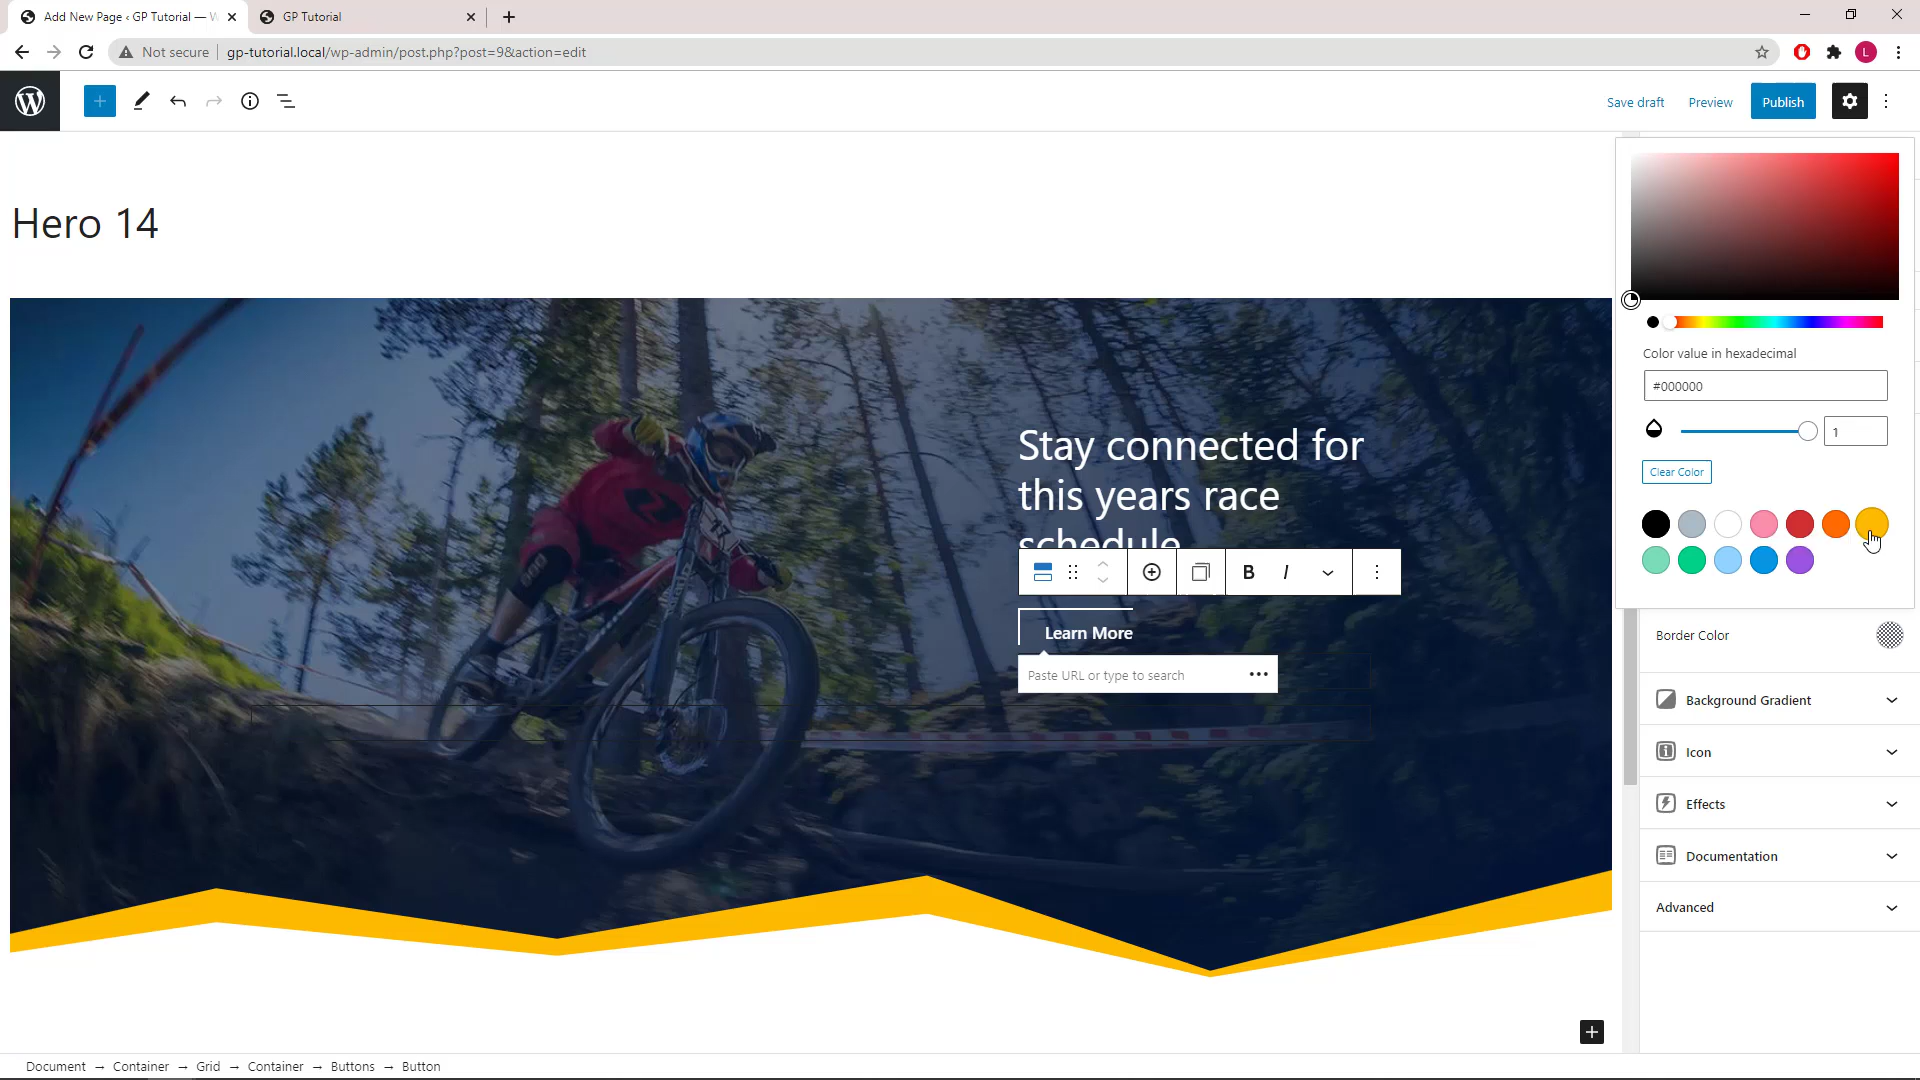 Add New Page ‹ GP Tutorial — W
GP Tutorial
Not secure
gp-tutorial.local/wp-admin/post.php?post=9&action=edit
Save draft
Preview
Publish
Hero 14
Color value in hexadecimal
#000000
1
Clear Color
Stay connected for
this years race
schedule
B I
Learn More
Paste URL or type to search
Border Color
Background Gradient
Icon
Effects
Documentation
Advanced
Document → Container → Grid → Container → Buttons → Button
L